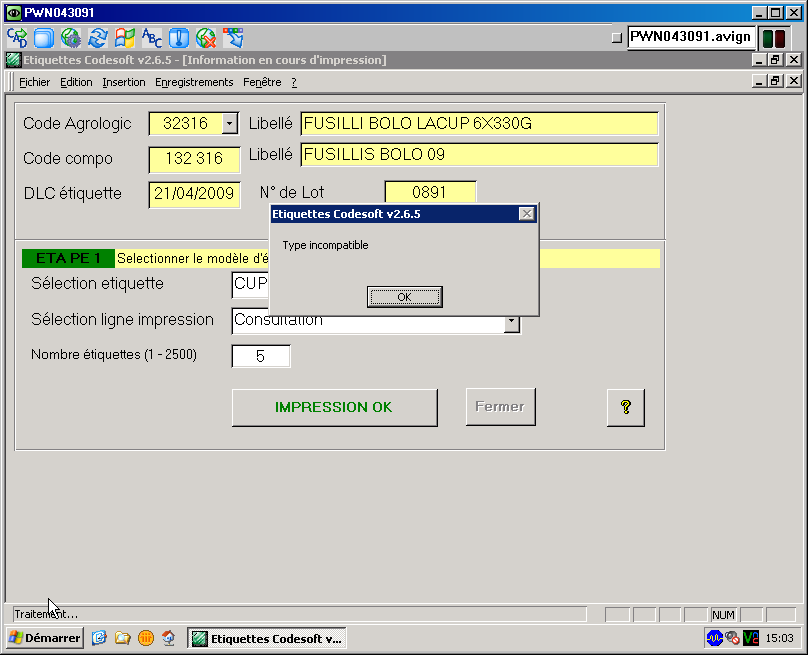 PWN043091
PWN043091.avign
Etiquettes Codesoft v2.6.5 - [Information en cours d'impression]
Fichier Edition Insertion Enregistrements Fenêtre ?
Code Agrologic 32316 Libellé FUSILLI BOLO LACUP 6X330G
Code compo 132 316 Libellé FUSILLIS BOLO 09
DLC étiquette 21/04/2009 N° de Lot 0891
Etiquettes Codesoft v2.6.5
Type incompatible
OK
ETAPE 1 Selectionner le modèle d'é
Sélection etiquette CUP
Sélection ligne impression Consultation
Nombre étiquettes (1 - 2500) 5
IMPRESSION OK Fermer ?
Traitement...
NUM
Démarrer Etiquettes Codesoft v... 15:03